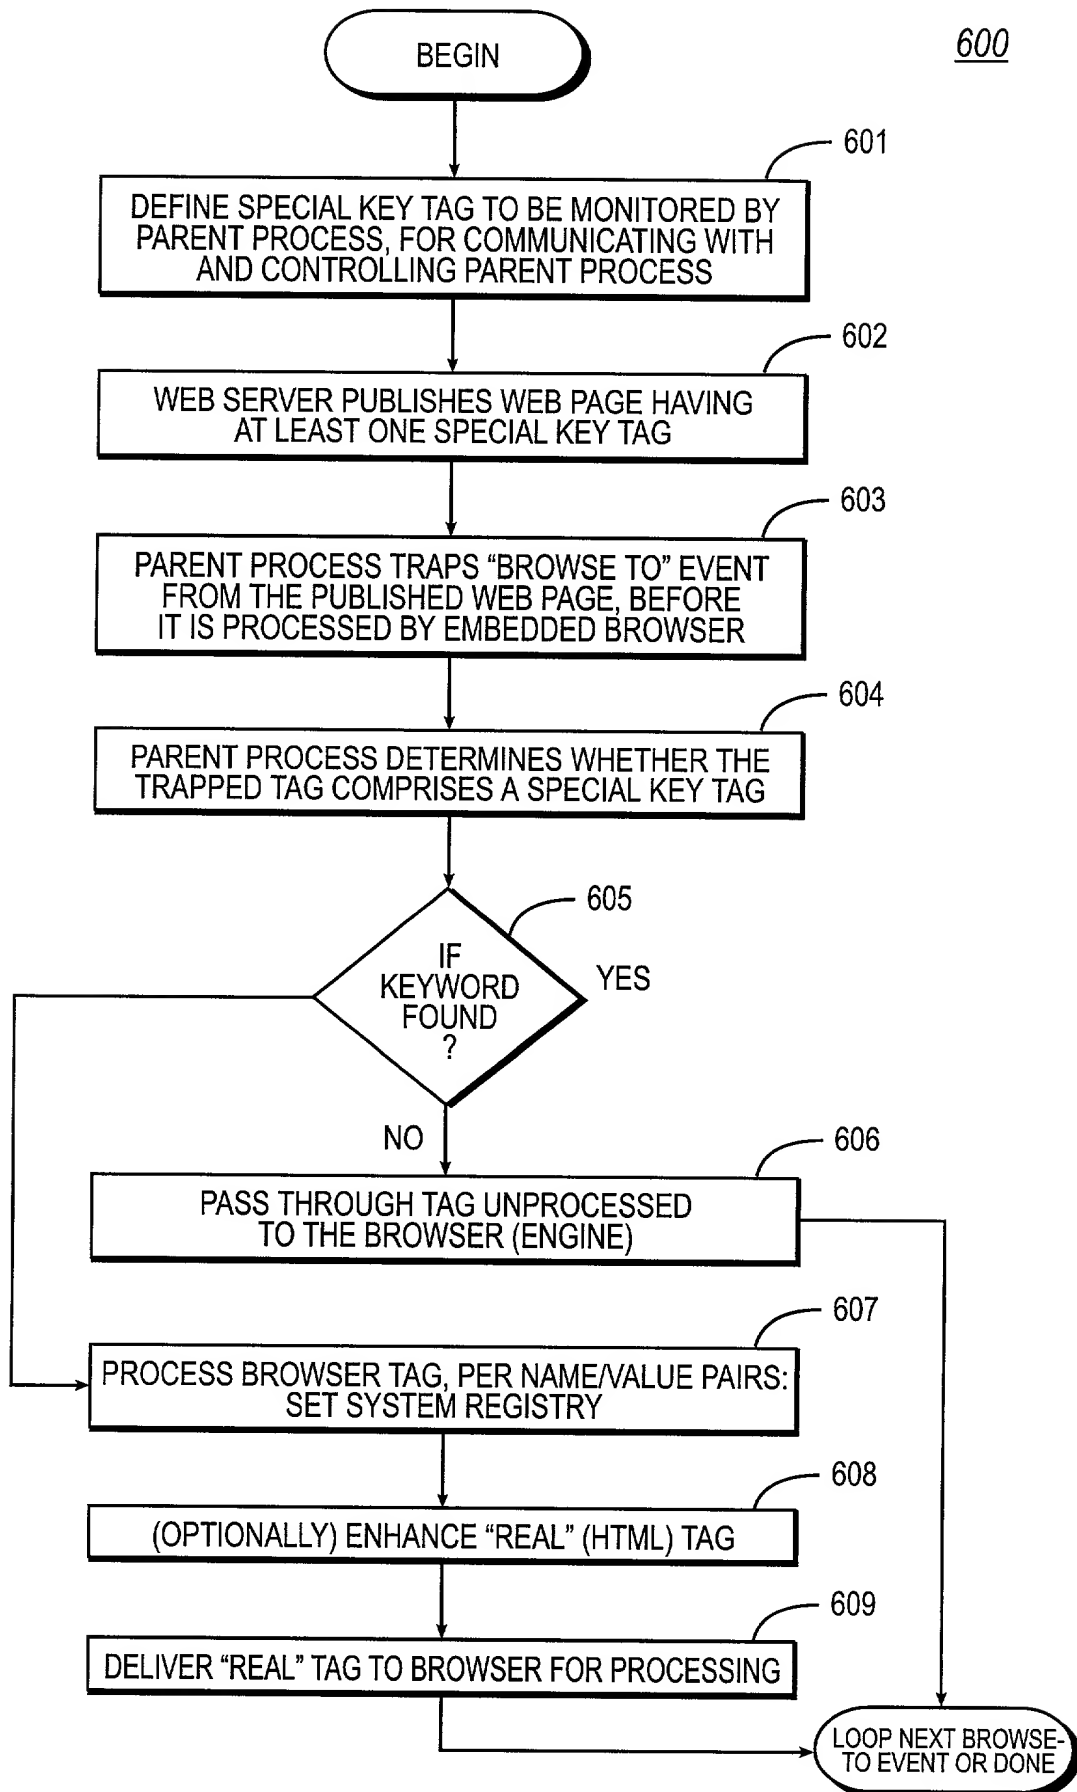 BEGIN
600
601
DEFINE SPECIAL KEY TAG TO BE MONITORED BY
PARENT PROCESS, FOR COMMUNICATING WITH
AND CONTROLLING PARENT PROCESS
602
WEB SERVER PUBLISHES WEB PAGE HAVING
AT LEAST ONE SPECIAL KEY TAG
603
PARENT PROCESS TRAPS “BROWSE TO” EVENT
FROM THE PUBLISHED WEB PAGE, BEFORE
IT IS PROCESSED BY EMBEDDED BROWSER
604
PARENT PROCESS DETERMINES WHETHER THE
TRAPPED TAG COMPRISES A SPECIAL KEY TAG
605
IF
KEYWORD
FOUND
?
YES
NO
606
PASS THROUGH TAG UNPROCESSED
TO THE BROWSER (ENGINE)
607
PROCESS BROWSER TAG, PER NAME/VALUE PAIRS:
SET SYSTEM REGISTRY
608
(OPTIONALLY) ENHANCE “REAL” (HTML) TAG
609
DELIVER “REAL” TAG TO BROWSER FOR PROCESSING
LOOP NEXT BROWSE-
TO EVENT OR DONE